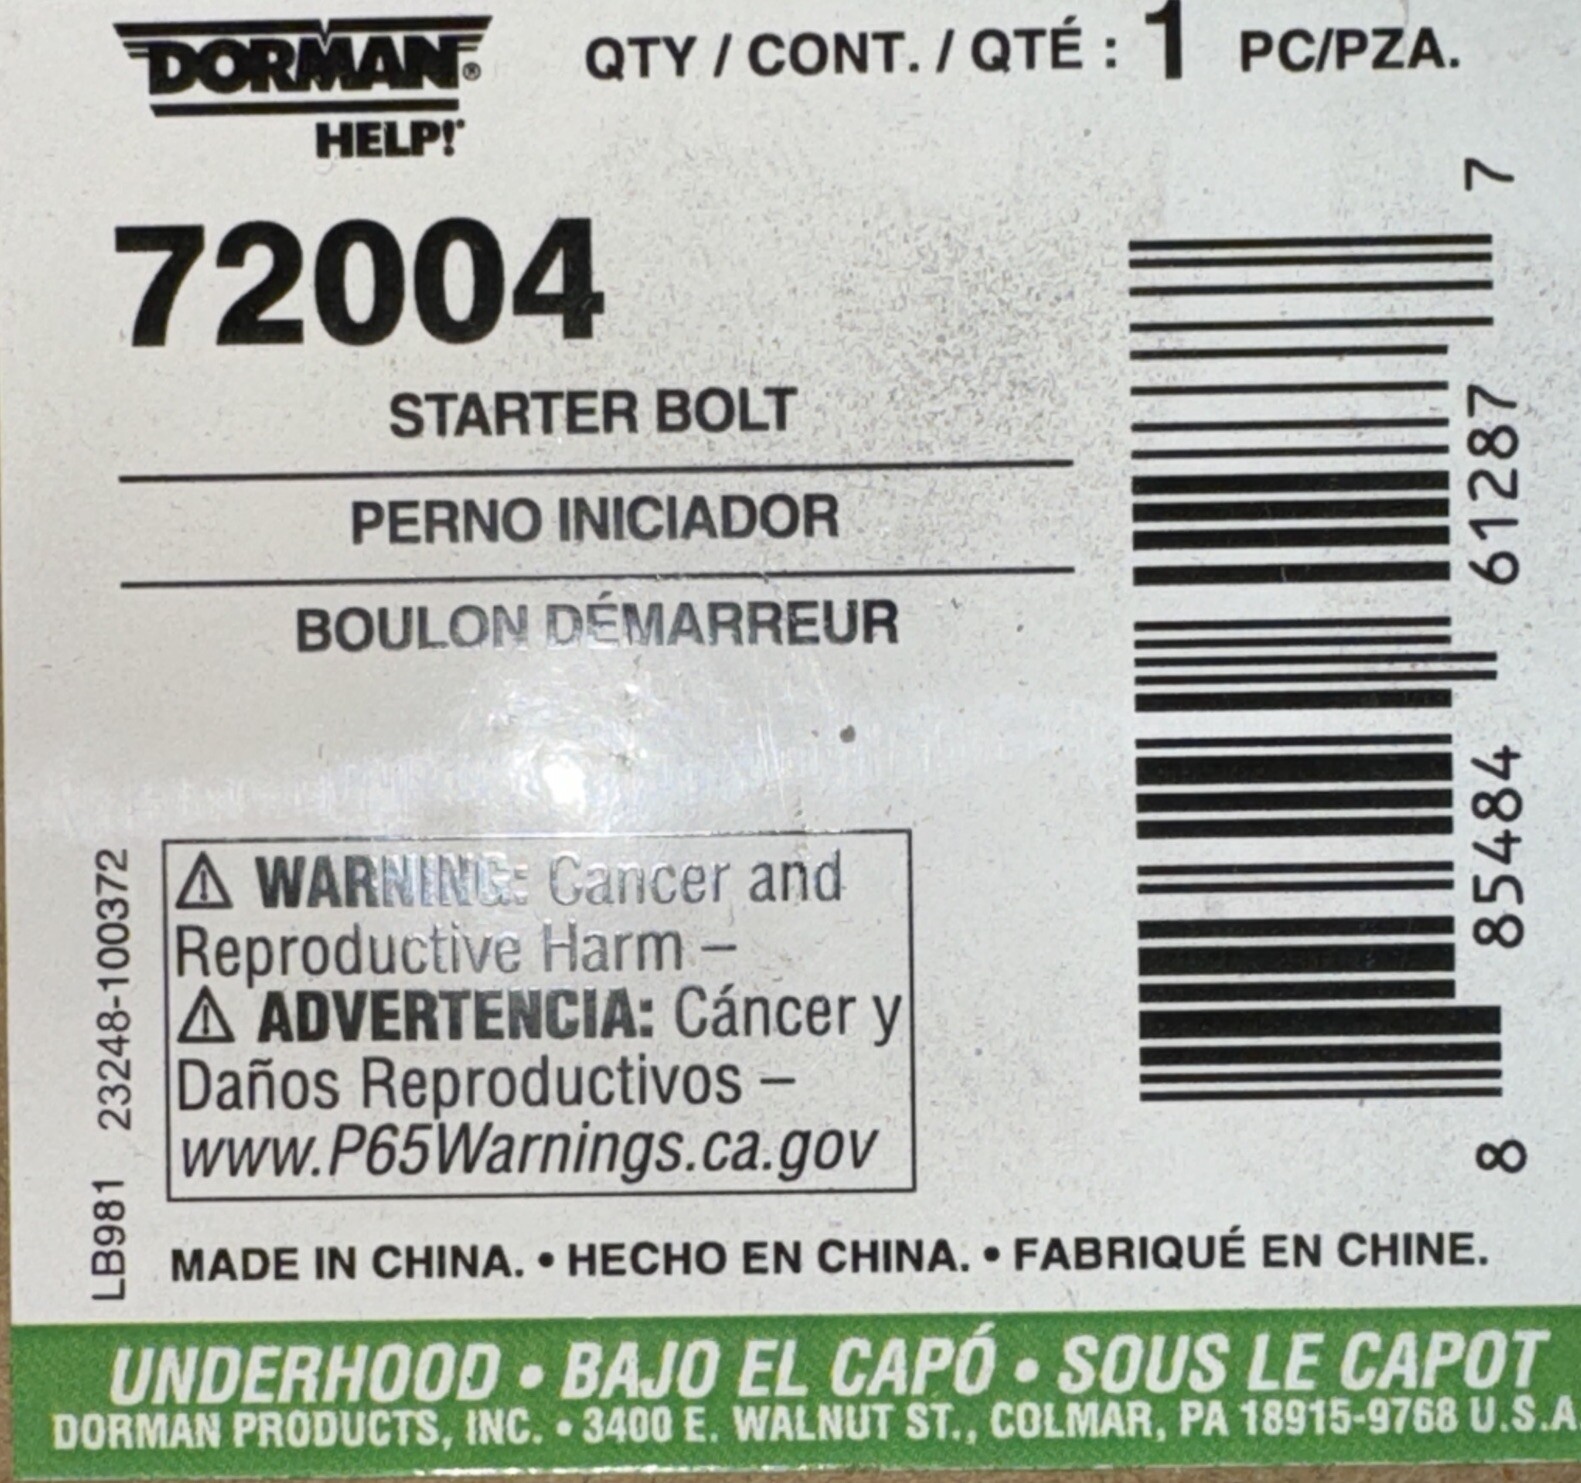 DORMAN®
HELP!
QTY / CONT. / QTÉ : 1 PC/PZA.
72004
STARTER BOLT
PERNO INICIADOR
BOULON DÉMARREUR
⚠ WARNING: Cancer and
Reproductive Harm –
⚠ ADVERTENCIA: Cáncer y
Daños Reproductivos –
www.P65Warnings.ca.gov
LB981 23248-100372
8 85484 61287 7
MADE IN CHINA. • HECHO EN CHINA. • FABRIQUÉ EN CHINE.
UNDERHOOD • BAJO EL CAPÓ • SOUS LE CAPOT
DORMAN PRODUCTS, INC. • 3400 E. WALNUT ST., COLMAR, PA 18915-9768 U.S.A